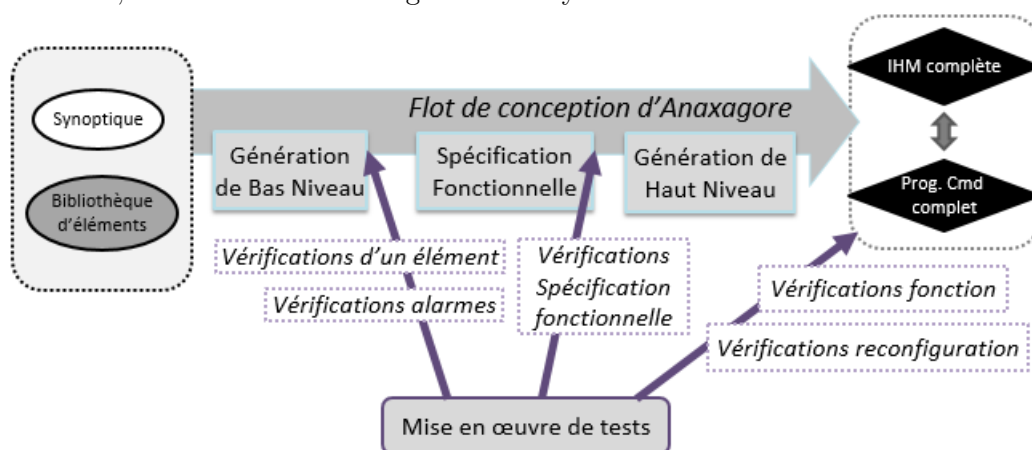 IHM complète
Flot de conception d'Anaxagore
Synoptique
Génération
de Bas Niveau
Spécification
Fonctionnelle
Génération de
Haut Niveau
Bibliothèque
d'éléments
Prog. Cmd
complet
Vérifications d'un élément
Vérifications alarmes
Vérifications
Spécification
fonctionnelle
Vérifications fonction
Vérifications reconfiguration
Mise en œuvre de tests